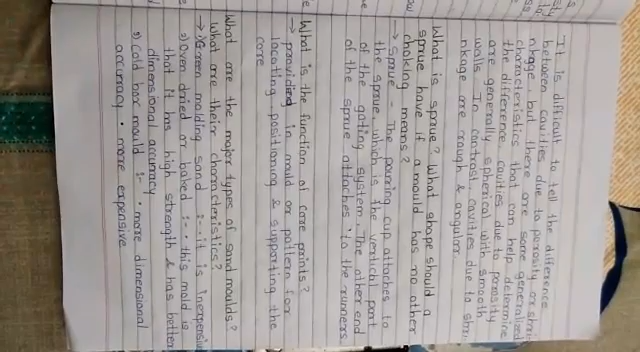 It is difficult to tell the difference
between cavities due to porosity or shri-
nkage, but there are some generalized
characteristics that can help determine
the difference. cavities due to porosity
are generally spherical with smooth
walls. In contrast, cavities due to shri-
nkage are rough & angular.
What is sprue? What shape should a
sprue have if a mould has no other
choking means?
→ Sprue - the pouring cup attaches to
the sprue, which is the vertical part
of the gating system. The other end
of the sprue attaches to the runners.
What is the function of core prints?
→ provided in mould or pattern for
locating, positioning & supporting the
core
What are the major types of sand moulds?
What are their characteristics?
→ 1) Green molding sand :- • it is inexpensive
2) Oven dried or baked :- • this mold is
that it has high strength & has better
dimensional accuracy
3) Cold box mould :- • more dimensional
accuracy • more expensive